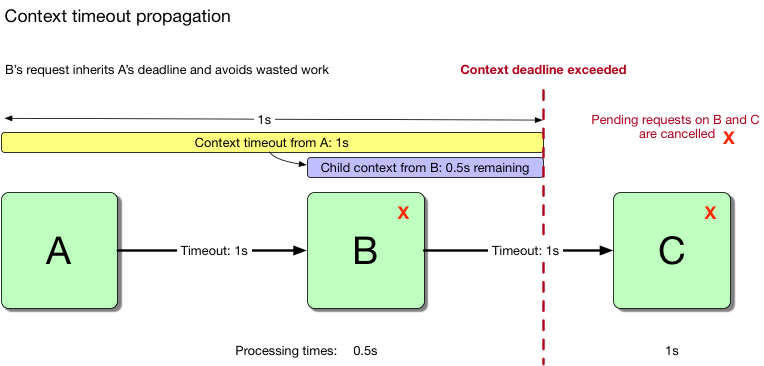 Context timeout propagation
B's request inherits A's deadline and avoids wasted work
Context deadline exceeded
1s
Pending requests on B and C
are cancelled X
Context timeout from A: 1s
Child context from B: 0.5s remaining
X
X
A
Timeout: 1s
B
Timeout: 1s
C
Processing times: 0.5s
1s